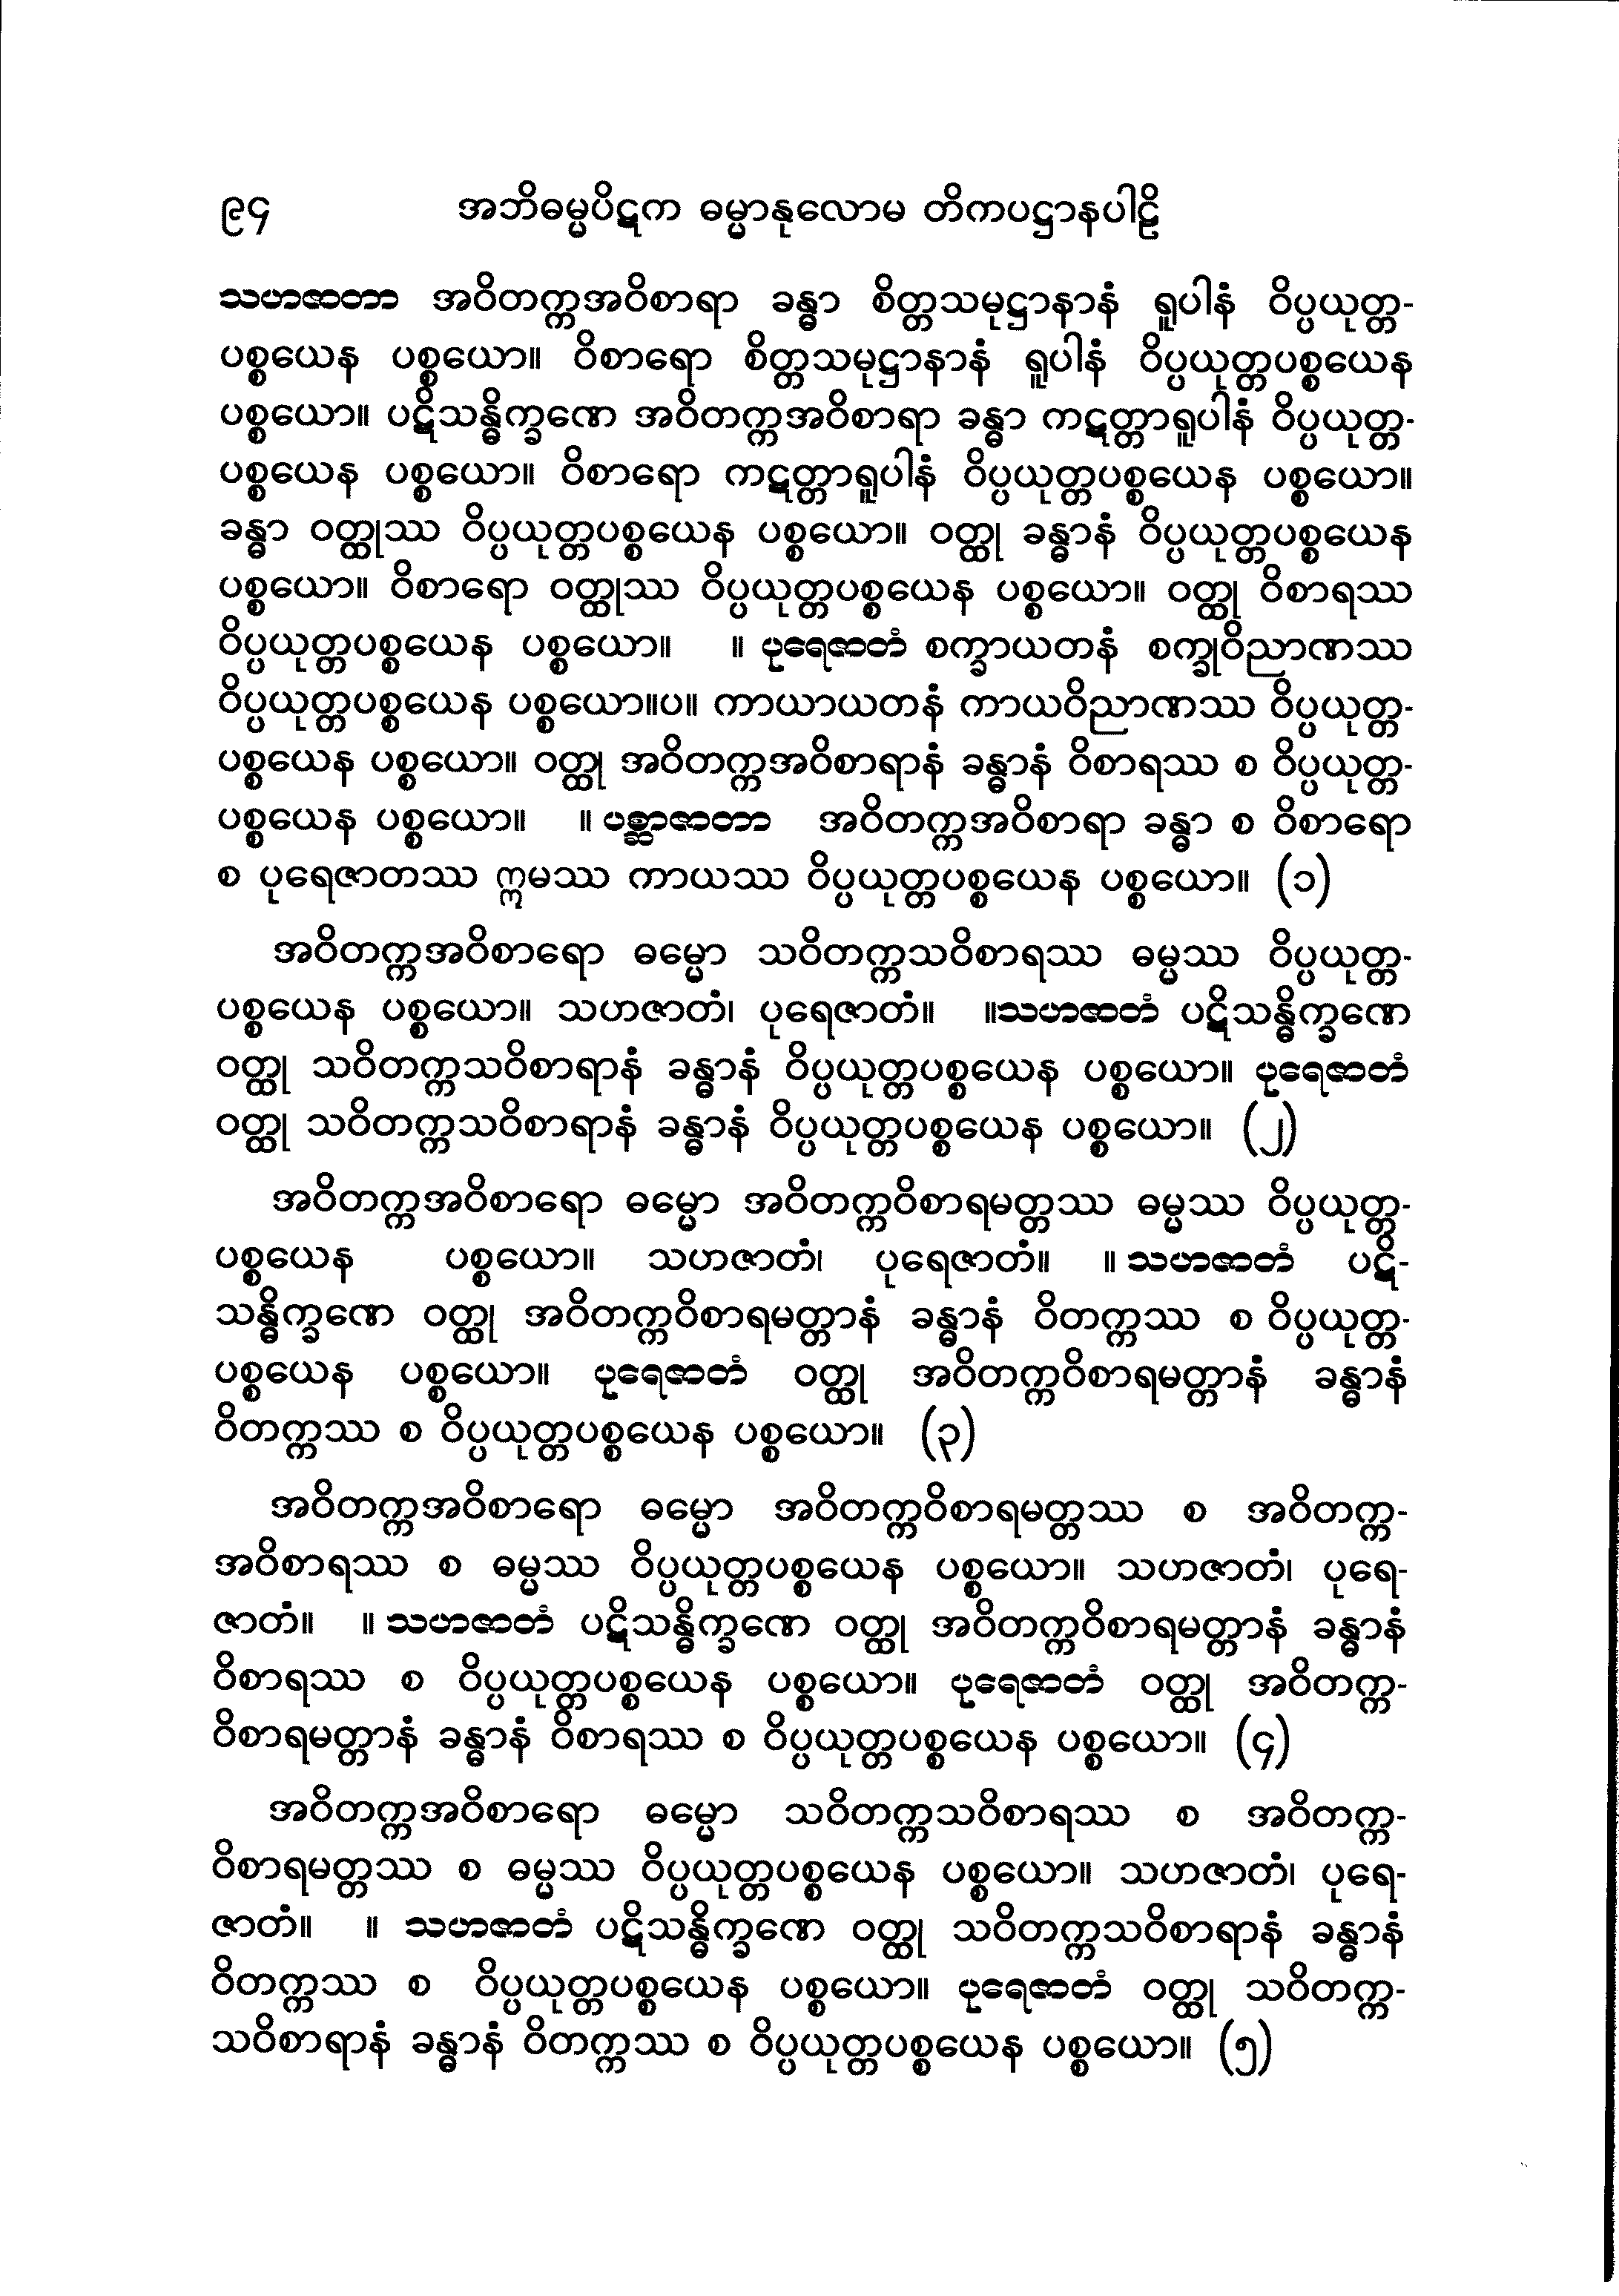 ၉၄ အဘိဓမ္မပိဋက ဓမ္မာနုလောမ တိကပဋ္ဌာနပါဠိ
သဟဇာတာ အဝိတက္ကအဝိစာရာ ခန္ဓာ စိတ္တသမုဋ္ဌာနာနံ ရူပါနံ ဝိပ္ပယုတ္တ-
ပစ္စယေန ပစ္စယော။ ဝိစာရော စိတ္တသမုဋ္ဌာနာနံ ရူပါနံ ဝိပ္ပယုတ္တပစ္စယေန
ပစ္စယော။ ပဋိသန္ဓိက္ခဏေ အဝိတက္ကအဝိစာရာ ခန္ဓာ ကဋတ္တာရူပါနံ ဝိပ္ပယုတ္တ-
ပစ္စယေန ပစ္စယော။ ဝိစာရော ကဋတ္တာရူပါနံ ဝိပ္ပယုတ္တပစ္စယေန ပစ္စယော။
ခန္ဓာ ဝတ္ထုဿ ဝိပ္ပယုတ္တပစ္စယေန ပစ္စယော။ ဝတ္ထု ခန္ဓာနံ ဝိပ္ပယုတ္တပစ္စယေန
ပစ္စယော။ ဝိစာရော ဝတ္ထုဿ ဝိပ္ပယုတ္တပစ္စယေန ပစ္စယော။ ဝတ္ထု ဝိစာရဿ
ဝိပ္ပယုတ္တပစ္စယေန ပစ္စယော။ ။ ပုရေဇာတံ စက္ခာယတနံ စက္ခုဝိညာဏဿ
ဝိပ္ပယုတ္တပစ္စယေန ပစ္စယော။ပ။ ကာယာယတနံ ကာယဝိညာဏဿ ဝိပ္ပယုတ္တ-
ပစ္စယေန ပစ္စယော။ ဝတ္ထု အဝိတက္ကအဝိစာရာနံ ခန္ဓာနံ ဝိစာရဿ စ ဝိပ္ပယုတ္တ-
ပစ္စယေန ပစ္စယော။ ။ ပစ္ဆာဇာတာ အဝိတက္ကအဝိစာရာ ခန္ဓာ စ ဝိစာရော
စ ပုရေဇာတဿ ဣမဿ ကာယဿ ဝိပ္ပယုတ္တပစ္စယေန ပစ္စယော။ (၁)
အဝိတက္ကအဝိစာရော ဓမ္မော သဝိတက္ကသဝိစာရဿ ဓမ္မဿ ဝိပ္ပယုတ္တ-
ပစ္စယေန ပစ္စယော။ သဟဇာတံ၊ ပုရေဇာတံ။ ။သဟဇာတံ ပဋိသန္ဓိက္ခဏေ
ဝတ္ထု သဝိတက္ကသဝိစာရာနံ ခန္ဓာနံ ဝိပ္ပယုတ္တပစ္စယေန ပစ္စယော။ ပုရေဇာတံ
ဝတ္ထု သဝိတက္ကသဝိစာရာနံ ခန္ဓာနံ ဝိပ္ပယုတ္တပစ္စယေန ပစ္စယော။ (၂)
အဝိတက္ကအဝိစာရော ဓမ္မော အဝိတက္ကဝိစာရမတ္တဿ ဓမ္မဿ ဝိပ္ပယုတ္တ-
ပစ္စယေန ပစ္စယော။ သဟဇာတံ၊ ပုရေဇာတံ။ ။ သဟဇာတံ ပဋိ-
သန္ဓိက္ခဏေ ဝတ္ထု အဝိတက္ကဝိစာရမတ္တာနံ ခန္ဓာနံ ဝိတက္ကဿ စ ဝိပ္ပယုတ္တ-
ပစ္စယေန ပစ္စယော။ ပုရေဇာတံ ဝတ္ထု အဝိတက္ကဝိစာရမတ္တာနံ ခန္ဓာနံ
ဝိတက္ကဿ စ ဝိပ္ပယုတ္တပစ္စယေန ပစ္စယော။ (၃)
အဝိတက္ကအဝိစာရော ဓမ္မော အဝိတက္ကဝိစာရမတ္တဿ စ အဝိတက္က-
အဝိစာရဿ စ ဓမ္မဿ ဝိပ္ပယုတ္တပစ္စယေန ပစ္စယော။ သဟဇာတံ၊ ပုရေ-
ဇာတံ။ ။ သဟဇာတံ ပဋိသန္ဓိက္ခဏေ ဝတ္ထု အဝိတက္ကဝိစာရမတ္တာနံ ခန္ဓာနံ
ဝိစာရဿ စ ဝိပ္ပယုတ္တပစ္စယေန ပစ္စယော။ ပုရေဇာတံ ဝတ္ထု အဝိတက္က-
ဝိစာရမတ္တာနံ ခန္ဓာနံ ဝိစာရဿ စ ဝိပ္ပယုတ္တပစ္စယေန ပစ္စယော။ (၄)
အဝိတက္ကအဝိစာရော ဓမ္မော သဝိတက္ကသဝိစာရဿ စ အဝိတက္က-
ဝိစာရမတ္တဿ စ ဓမ္မဿ ဝိပ္ပယုတ္တပစ္စယေန ပစ္စယော။ သဟဇာတံ၊ ပုရေ-
ဇာတံ။ ။ သဟဇာတံ ပဋိသန္ဓိက္ခဏေ ဝတ္ထု သဝိတက္ကသဝိစာရာနံ ခန္ဓာနံ
ဝိတက္ကဿ စ ဝိပ္ပယုတ္တပစ္စယေန ပစ္စယော။ ပုရေဇာတံ ဝတ္ထု သဝိတက္က-
သဝိစာရာနံ ခန္ဓာနံ ဝိတက္ကဿ စ ဝိပ္ပယုတ္တပစ္စယေန ပစ္စယော။ (၅)